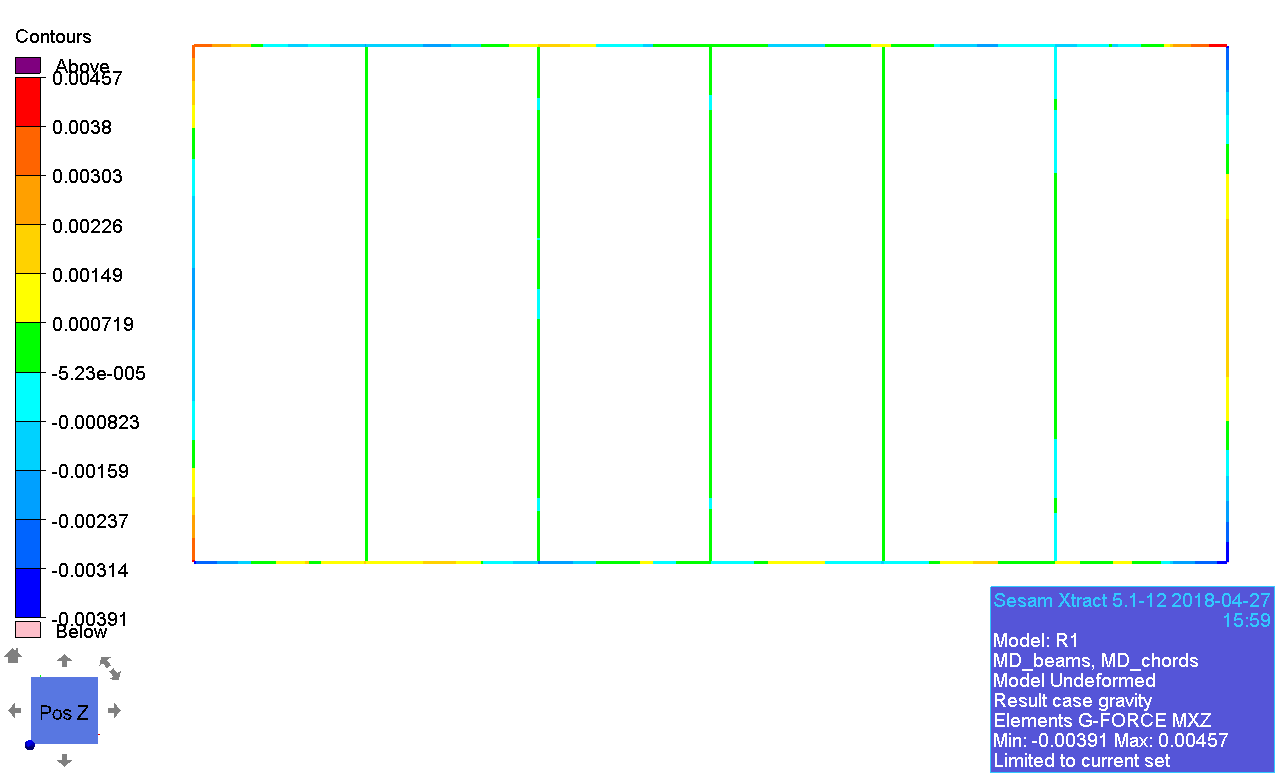 Contours
Above
0.00457
0.0038
0.00303
0.00226
0.00149
0.000719
-5.23e-005
-0.000823
-0.00159
-0.00237
-0.00314
-0.00391
Below
Pos Z
Sesam Xtract 5.1-12 2018-04-27
15:59
Model: R1
MD_beams, MD_chords
Model Undeformed
Result case gravity
Elements G-FORCE MXZ
Min: -0.00391 Max: 0.00457
Limited to current set